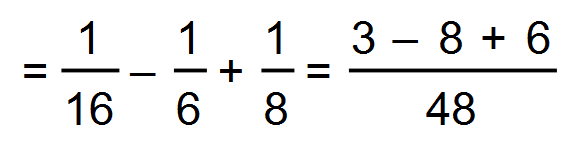 = 1/16 – 1/6 + 1/8 = (3 – 8 + 6)/48